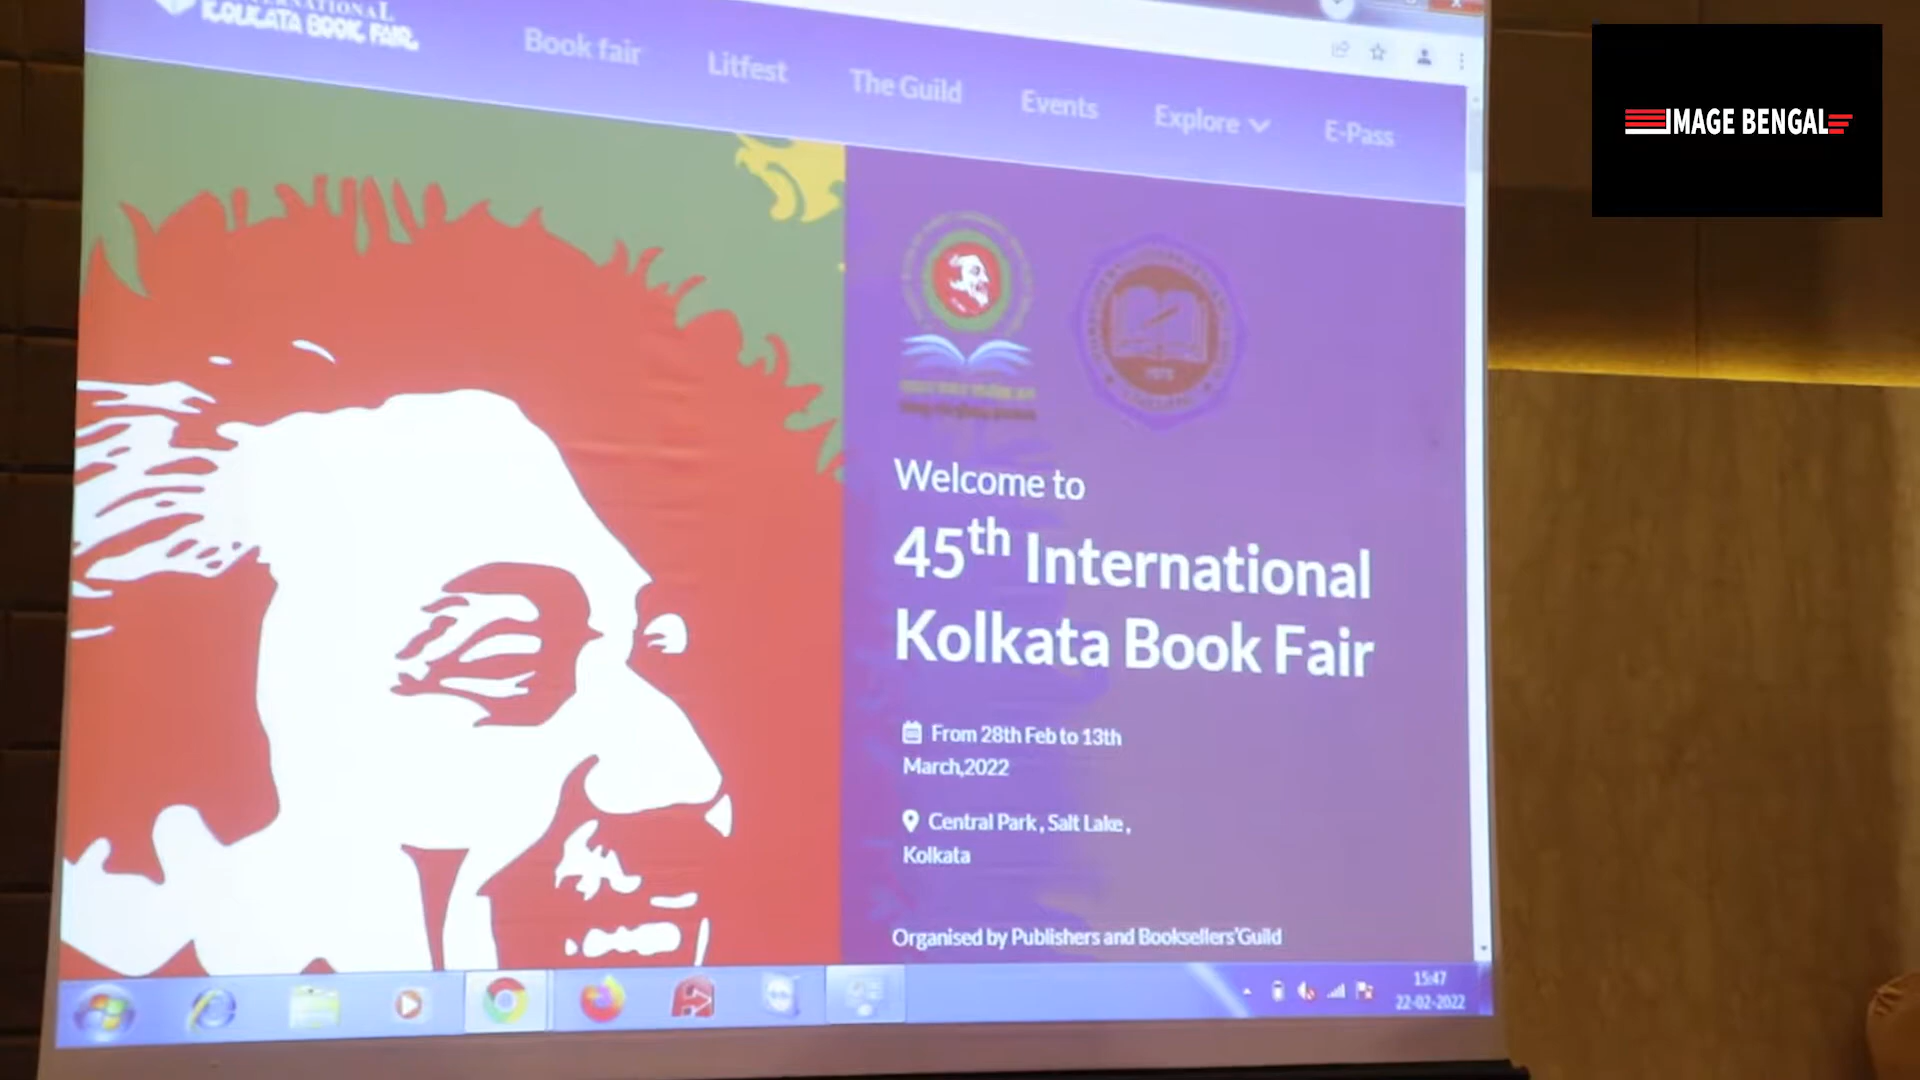 INTERNATIONAL
KOLKATA BOOK FAIR
Book fair
Litfest
The Guild
Events
Explore
E-Pass
IMAGE BENGAL
Welcome to
45th International
Kolkata Book Fair
From 28th Feb to 13th
March,2022
Central Park , Salt Lake ,
Kolkata
Organised by Publishers and Booksellers'Guild
15:47
22-02-2022